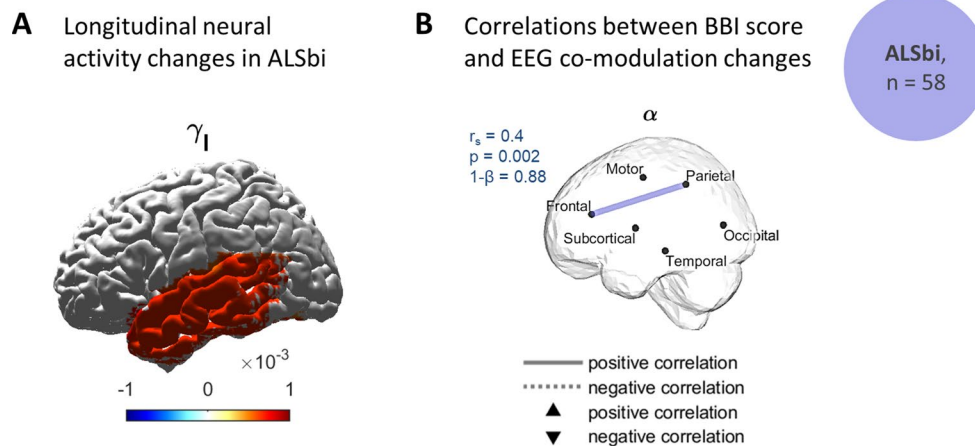 A Longitudinal neural
activity changes in ALSbi
γl
×10⁻³
-1 0 1
B Correlations between BBI score
and EEG co-modulation changes
ALSbi,
n = 58
α
rs = 0.4
p = 0.002
1-β = 0.88
Motor
Parietal
Frontal
Subcortical
Occipital
Temporal
positive correlation
negative correlation
▲ positive correlation
▼ negative correlation